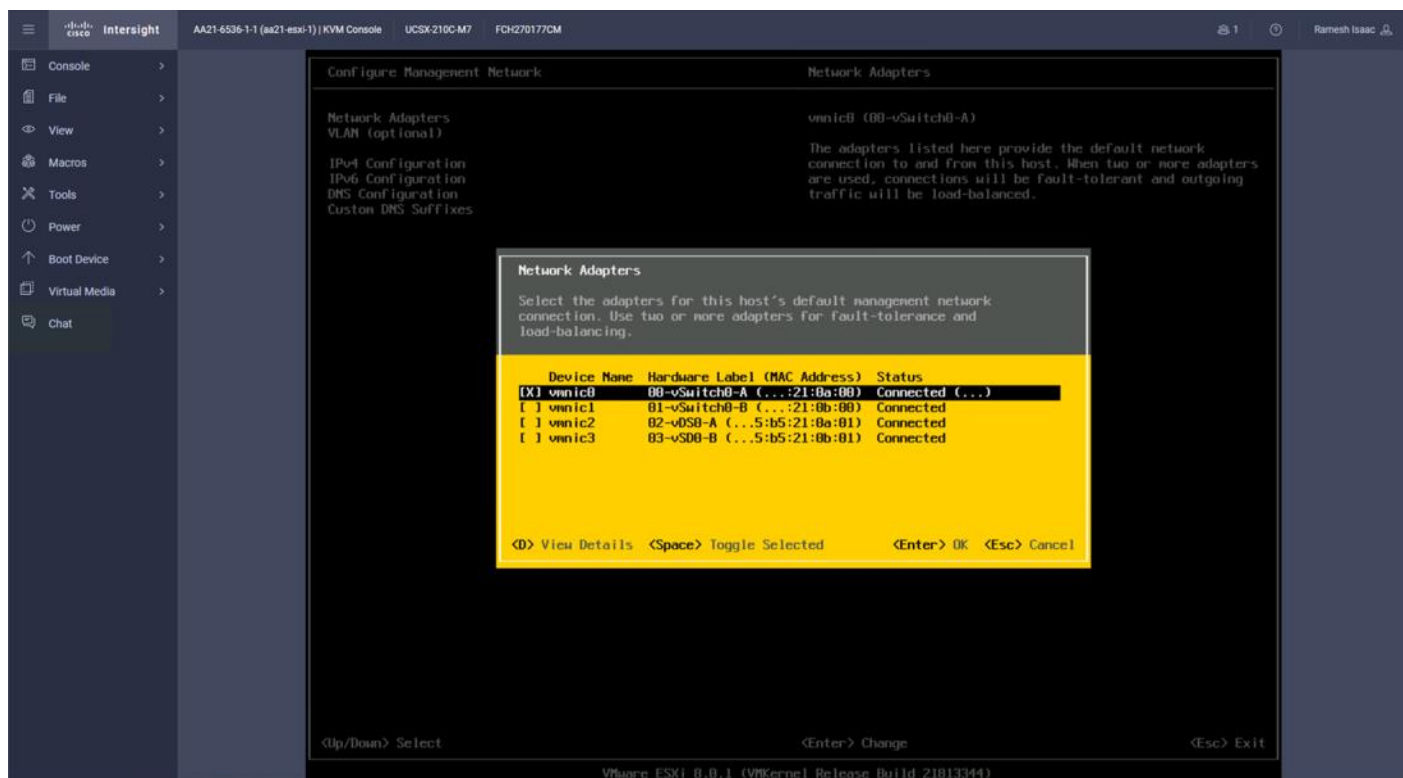 cisco Intersight AA21-6536-1-1 (aa21-esxi-1) | KVM Console UCSX-210C-M7 FCH270177CM 1 Ramesh Isaac
Console
File
View
Macros
Tools
Power
Boot Device
Virtual Media
Chat
Configure Management Network Network Adapters
Network Adapters
VLAN (optional)
IPv4 Configuration
IPv6 Configuration
DNS Configuration
Custom DNS Suffixes
vmnic0 (00-vSwitch0-A)
The adapters listed here provide the default network
connection to and from this host. When two or more adapters
are used, connections will be fault-tolerant and outgoing
traffic will be load-balanced.
Network Adapters
Select the adapters for this host's default management network
connection. Use two or more adapters for fault-tolerance and
load-balancing.
Device Name Hardware Label (MAC Address) Status
[X] vmnic0 00-vSwitch0-A (...:21:0a:00) Connected (...)
[ ] vmnic1 01-vSwitch0-B (...:21:0b:00) Connected
[ ] vmnic2 02-vDS0-A (...5:b5:21:0a:01) Connected
[ ] vmnic3 03-vSD0-B (...5:b5:21:0b:01) Connected
<D> View Details <Space> Toggle Selected <Enter> OK <Esc> Cancel
<Up/Down> Select <Enter> Change <Esc> Exit
VMware ESXi 8.0.1 (VMKernel Release Build 21813344)